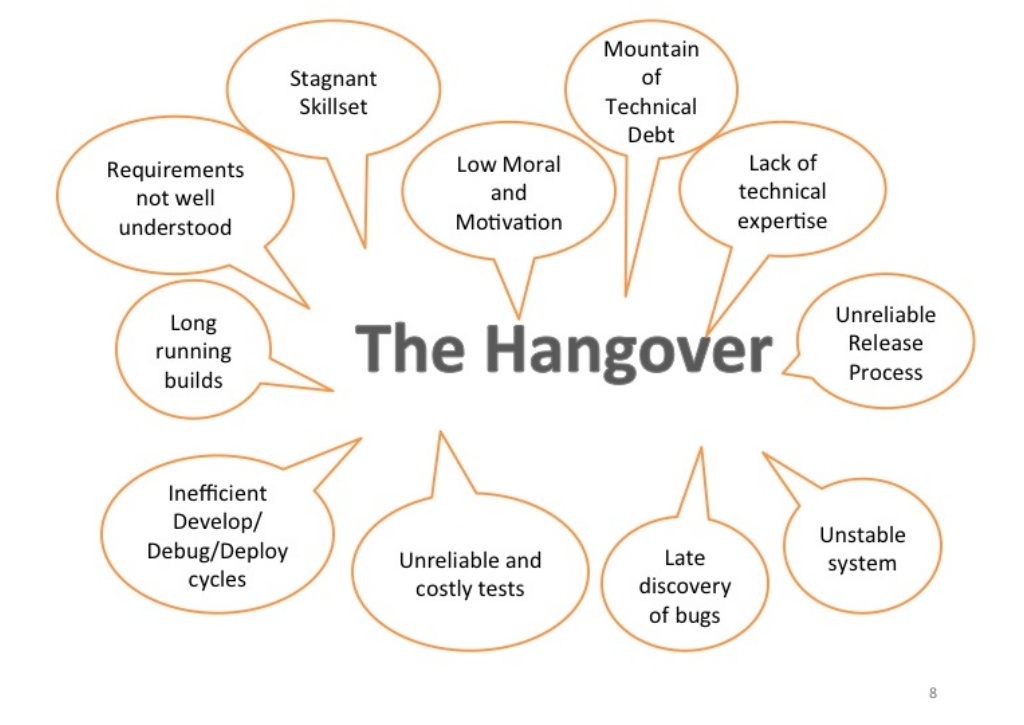 Stagnant
Skillset
Mountain
of
Technical
Debt
Requirements
not well
understood
Low Moral
and
Motivation
Lack of
technical
expertise
Long
running
builds
The Hangover
Unreliable
Release
Process
Inefficient
Develop/
Debug/Deploy
cycles
Unreliable and
costly tests
Late
discovery
of bugs
Unstable
system
8